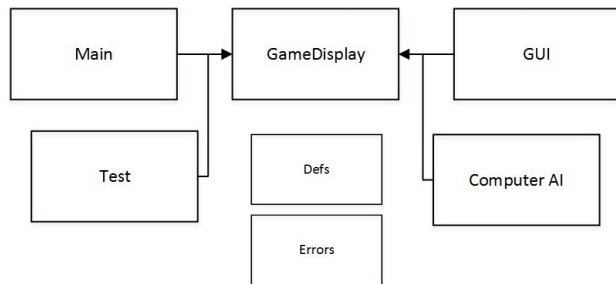 Main
GameDisplay
GUI
Test
Defs
Computer AI
Errors